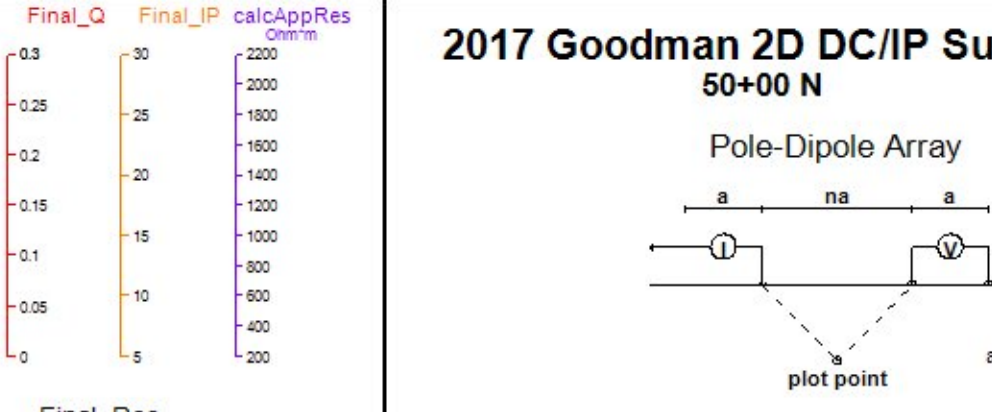 Final_Q Final_IP calcAppRes
Ohm*m
0.3 30 2200
2000
0.25 25 1800
1600
0.2 20 1400
0.15 1200
15 1000
0.1 800
10 600
0.05 400
0 5 200
2017 Goodman 2D DC/IP Su
50+00 N
Pole-Dipole Array
a na a
I V
plot point
a